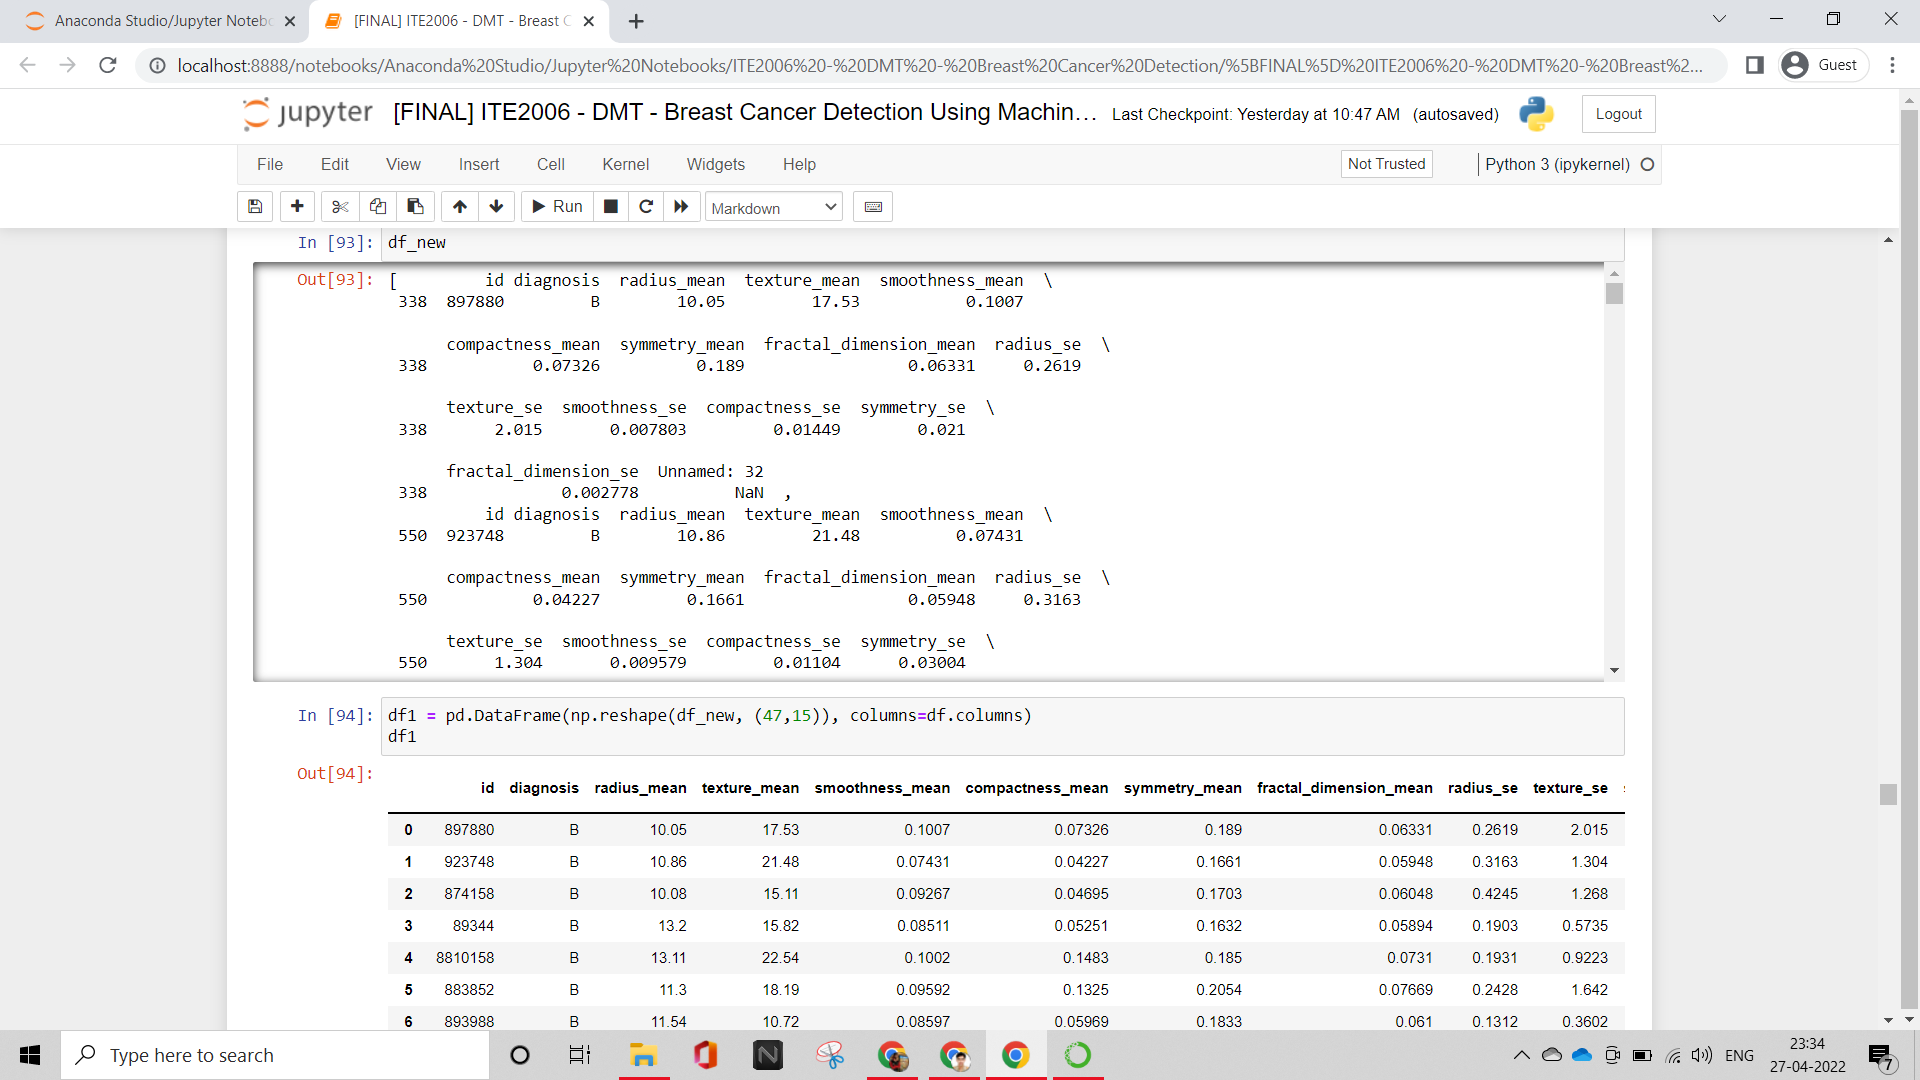 Anaconda Studio/Jupyter Noteb
[FINAL] ITE2006 - DMT - Breast C
localhost:8888/notebooks/Anaconda%20Studio/Jupyter%20Notebooks/ITE2006%20-%20DMT%20-%20Breast%20Cancer%20Detection/%5BFINAL%5D%20ITE2006%20-%20DMT%20-%20Breast%2...
Guest
jupyter [FINAL] ITE2006 - DMT - Breast Cancer Detection Using Machin... Last Checkpoint: Yesterday at 10:47 AM (autosaved)
Logout
File Edit View Insert Cell Kernel Widgets Help
Not Trusted
Python 3 (ipykernel)
Run
Markdown
In [93]: df_new
Out[93]: [ id diagnosis radius_mean texture_mean smoothness_mean \
338 897880 B 10.05 17.53 0.1007
compactness_mean symmetry_mean fractal_dimension_mean radius_se \
338 0.07326 0.189 0.06331 0.2619
texture_se smoothness_se compactness_se symmetry_se \
338 2.015 0.007803 0.01449 0.021
fractal_dimension_se Unnamed: 32
338 0.002778 NaN ,
id diagnosis radius_mean texture_mean smoothness_mean \
550 923748 B 10.86 21.48 0.07431
compactness_mean symmetry_mean fractal_dimension_mean radius_se \
550 0.04227 0.1661 0.05948 0.3163
texture_se smoothness_se compactness_se symmetry_se \
550 1.304 0.009579 0.01104 0.03004
In [94]: df1 = pd.DataFrame(np.reshape(df_new, (47,15)), columns=df.columns)
df1
Out[94]:
id diagnosis radius_mean texture_mean smoothness_mean compactness_mean symmetry_mean fractal_dimension_mean radius_se texture_se
0 897880 B 10.05 17.53 0.1007 0.07326 0.189 0.06331 0.2619 2.015
1 923748 B 10.86 21.48 0.07431 0.04227 0.1661 0.05948 0.3163 1.304
2 874158 B 10.08 15.11 0.09267 0.04695 0.1703 0.06048 0.4245 1.268
3 89344 B 13.2 15.82 0.08511 0.05251 0.1632 0.05894 0.1903 0.5735
4 8810158 B 13.11 22.54 0.1002 0.1483 0.185 0.0731 0.1931 0.9223
5 883852 B 11.3 18.19 0.09592 0.1325 0.2054 0.07669 0.2428 1.642
6 893988 B 11.54 10.72 0.08597 0.05969 0.1833 0.061 0.1312 0.3602
Type here to search
ENG
23:34
27-04-2022
7